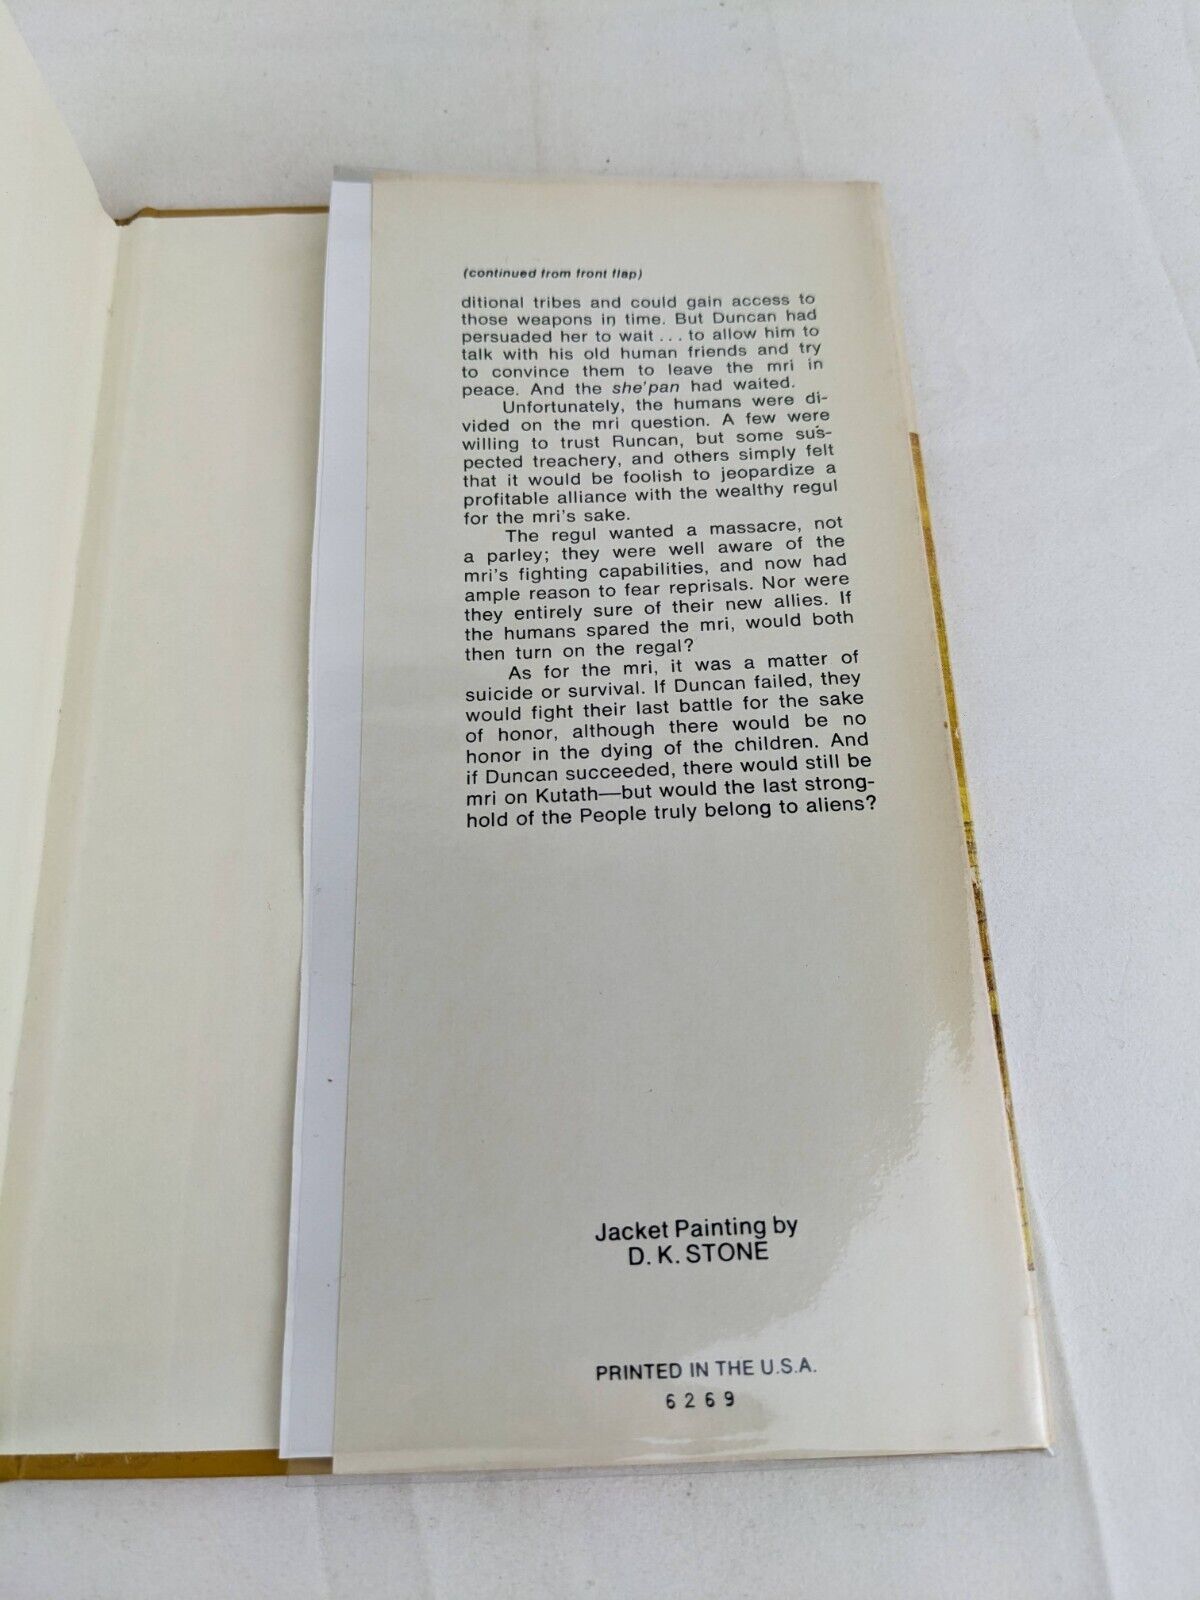 (continued from front flap)
ditional tribes and could gain access to
those weapons in time. But Duncan had
persuaded her to wait . . . to allow him to
talk with his old human friends and try
to convince them to leave the mri in
peace. And the she'pan had waited.
Unfortunately, the humans were di-
vided on the mri question. A few were
willing to trust Runcan, but some sus-
pected treachery, and others simply felt
that it would be foolish to jeopardize a
profitable alliance with the wealthy regul
for the mri's sake.
The regul wanted a massacre, not
a parley; they were well aware of the
mri's fighting capabilities, and now had
ample reason to fear reprisals. Nor were
they entirely sure of their new allies. If
the humans spared the mri, would both
then turn on the regal?
As for the mri, it was a matter of
suicide or survival. If Duncan failed, they
would fight their last battle for the sake
of honor, although there would be no
honor in the dying of the children. And
if Duncan succeeded, there would still be
mri on Kutath—but would the last strong-
hold of the People truly belong to aliens?
Jacket Painting by
D. K. STONE
PRINTED IN THE U.S.A.
6269